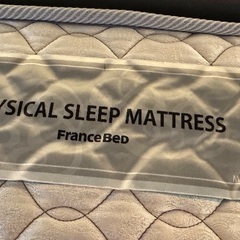 YSICAL SLEEP MATTRESS
FRANCEBED